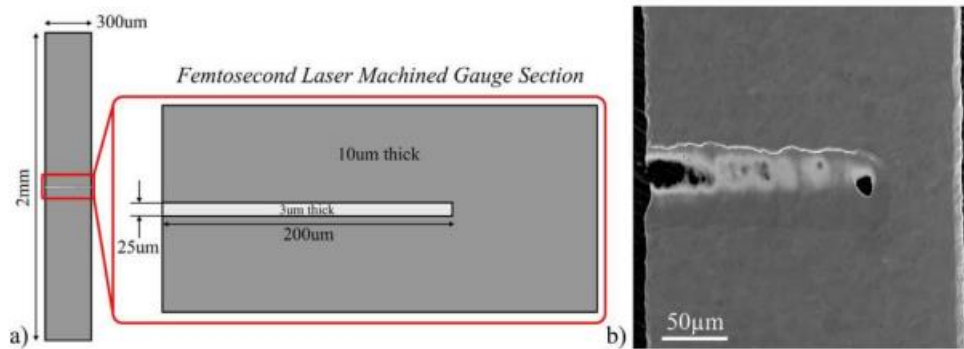 300um
Femtosecond Laser Machined Gauge Section
10um thick
2mm
3um thick
25um
200um
a)
b)
50µm